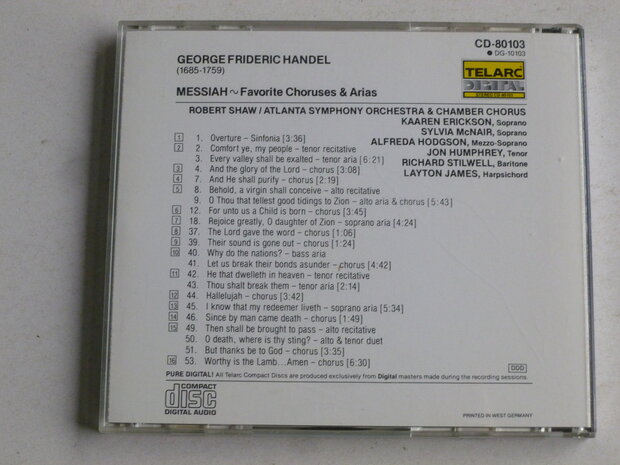 GEORGE FRIDERIC HANDEL
(1685-1759)
CD-80103
● DG-10103
TELARC
DIGITAL
STEREO CD-80103
MESSIAH ~ Favorite Choruses & Arias
ROBERT SHAW / ATLANTA SYMPHONY ORCHESTRA & CHAMBER CHORUS
KAAREN ERICKSON, Soprano
SYLVIA McNAIR, Soprano
ALFREDA HODGSON, Mezzo-Soprano
JON HUMPHREY, Tenor
RICHARD STILWELL, Baritone
LAYTON JAMES, Harpsichord
1 1. Overture – Sinfonia [3:36]
2 2. Comfort ye, my people – tenor recitative
3. Every valley shall be exalted – tenor aria [6:21]
3 4. And the glory of the Lord – chorus [3:08]
4 7. And He shall purify – chorus [2:19]
5 8. Behold, a virgin shall conceive – alto recitative
9. O Thou that tellest good tidings to Zion – alto aria & chorus [5:43]
6 12. For unto us a Child is born – chorus [3:45]
7 18. Rejoice greatly, O daughter of Zion – soprano aria [4:24]
8 37. The Lord gave the word – chorus [1:06]
9 39. Their sound is gone out – chorus [1:24]
10 40. Why do the nations? – bass aria
41. Let us break their bonds asunder – chorus [4:42]
11 42. He that dwelleth in heaven – tenor recitative
43. Thou shalt break them – tenor aria [2:14]
12 44. Hallelujah – chorus [3:42]
13 45. I know that my redeemer liveth – soprano aria [5:34]
14 46. Since by man came death – chorus [1:49]
15 49. Then shall be brought to pass – alto recitative
50. O death, where is thy sting? – alto & tenor duet
51. But thanks be to God – chorus [3:35]
16 53. Worthy is the Lamb...Amen – chorus [6:30]
DDD
PURE DIGITAL! All Telarc Compact Discs are produced exclusively from Digital masters made during the recording sessions.
COMPACT
disc
DIGITAL AUDIO
PRINTED IN WEST GERMANY